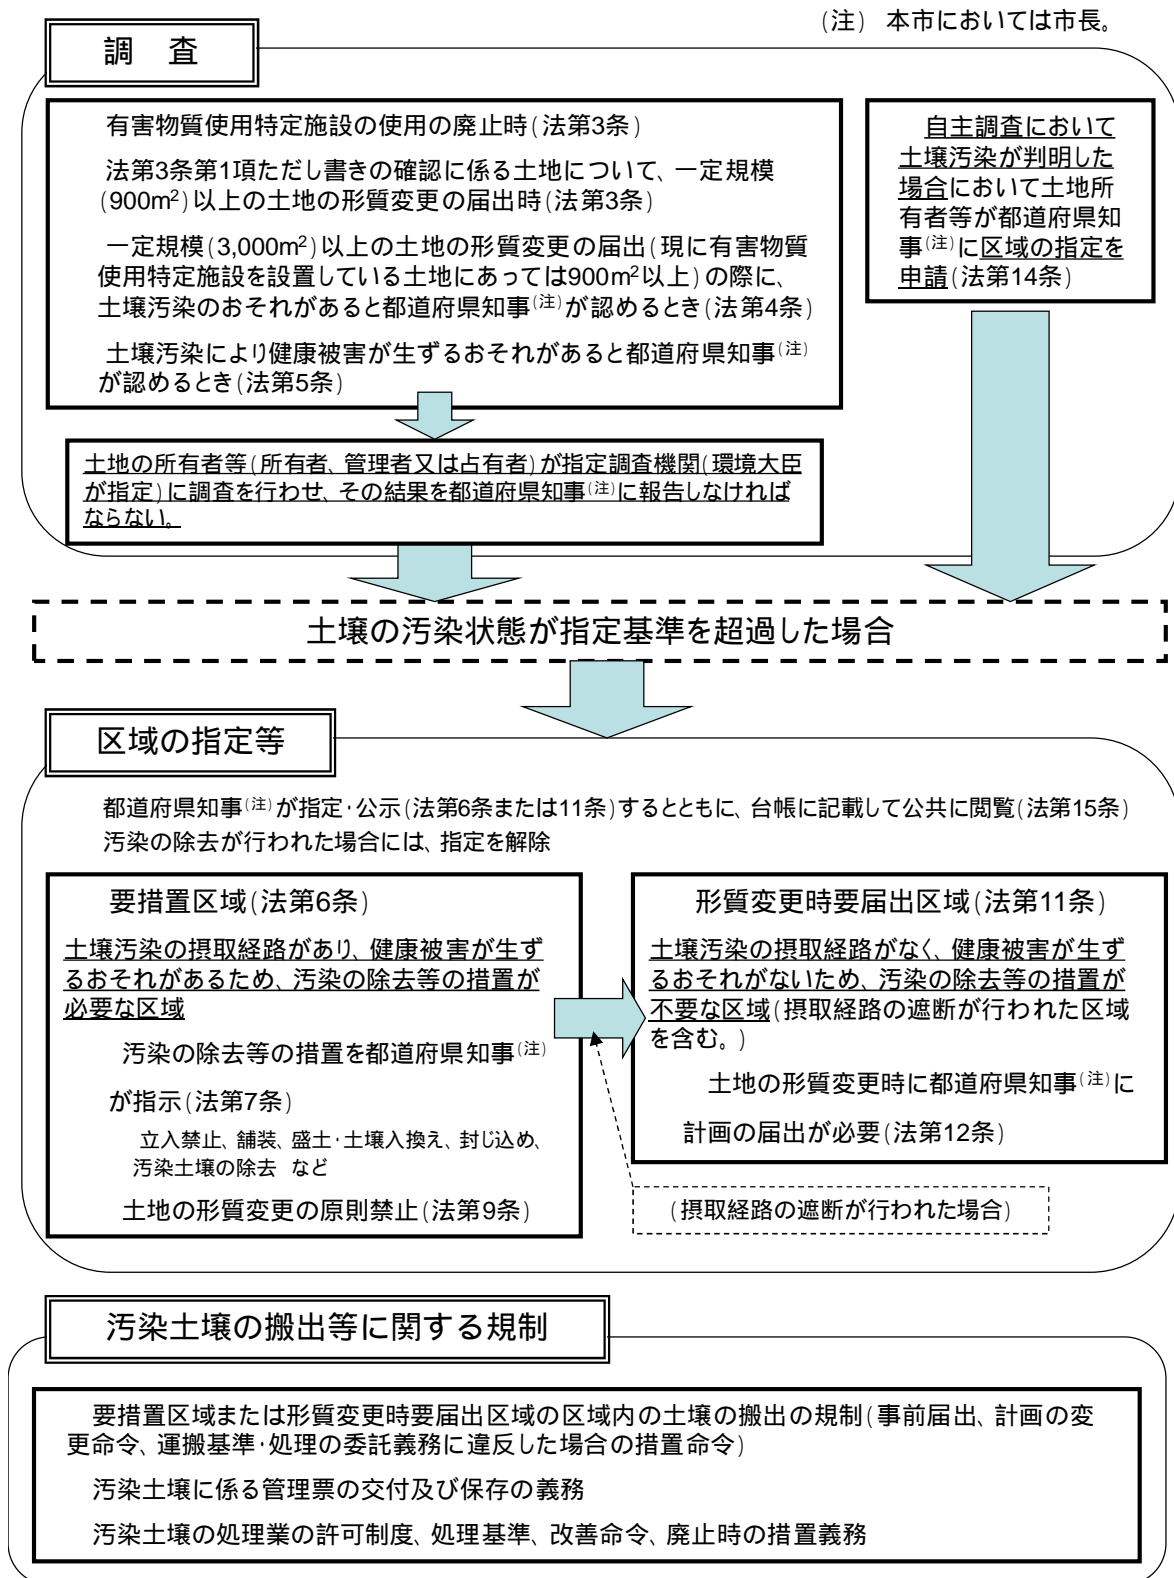 (注) 本市においては市長。
調 査
有害物質使用特定施設の使用の廃止時(法第3条)
法第3条第1項ただし書きの確認に係る土地について、一定規模
(900m²)以上の土地の形質変更の届出時(法第3条)
一定規模(3,000m²)以上の土地の形質変更の届出(現に有害物質
使用特定施設を設置している土地にあっては900m²以上)の際に、
土壌汚染のおそれがあると都道府県知事(注)が認めるとき(法第4条)
土壌汚染により健康被害が生ずるおそれがあると都道府県知事(注)
が認めるとき(法第5条)
自主調査において
土壌汚染が判明した
場合において土地所
有者等が都道府県知
事(注)に区域の指定を
申請(法第14条)
土地の所有者等(所有者、管理者又は占有者)が指定調査機関(環境大臣
が指定)に調査を行わせ、その結果を都道府県知事(注)に報告しなければ
ならない。
土壌の汚染状態が指定基準を超過した場合
区域の指定等
都道府県知事(注)が指定・公示(法第6条または11条)するとともに、台帳に記載して公共に閲覧(法第15条)
汚染の除去が行われた場合には、指定を解除
要措置区域(法第6条)
土壌汚染の摂取経路があり、健康被害が生ず
るおそれがあるため、汚染の除去等の措置が
必要な区域
汚染の除去等の措置を都道府県知事(注)
が指示(法第7条)
立入禁止、舗装、盛土・土壌入換え、封じ込め、
汚染土壌の除去 など
土地の形質変更の原則禁止(法第9条)
形質変更時要届出区域(法第11条)
土壌汚染の摂取経路がなく、健康被害が生ず
るおそれがないため、汚染の除去等の措置が
不要な区域(摂取経路の遮断が行われた区域
を含む。)
土地の形質変更時に都道府県知事(注)に
計画の届出が必要(法第12条)
(摂取経路の遮断が行われた場合)
汚染土壌の搬出等に関する規制
要措置区域または形質変更時要届出区域の区域内の土壌の搬出の規制(事前届出、計画の変
更命令、運搬基準・処理の委託義務に違反した場合の措置命令)
汚染土壌に係る管理票の交付及び保存の義務
汚染土壌の処理業の許可制度、処理基準、改善命令、廃止時の措置義務